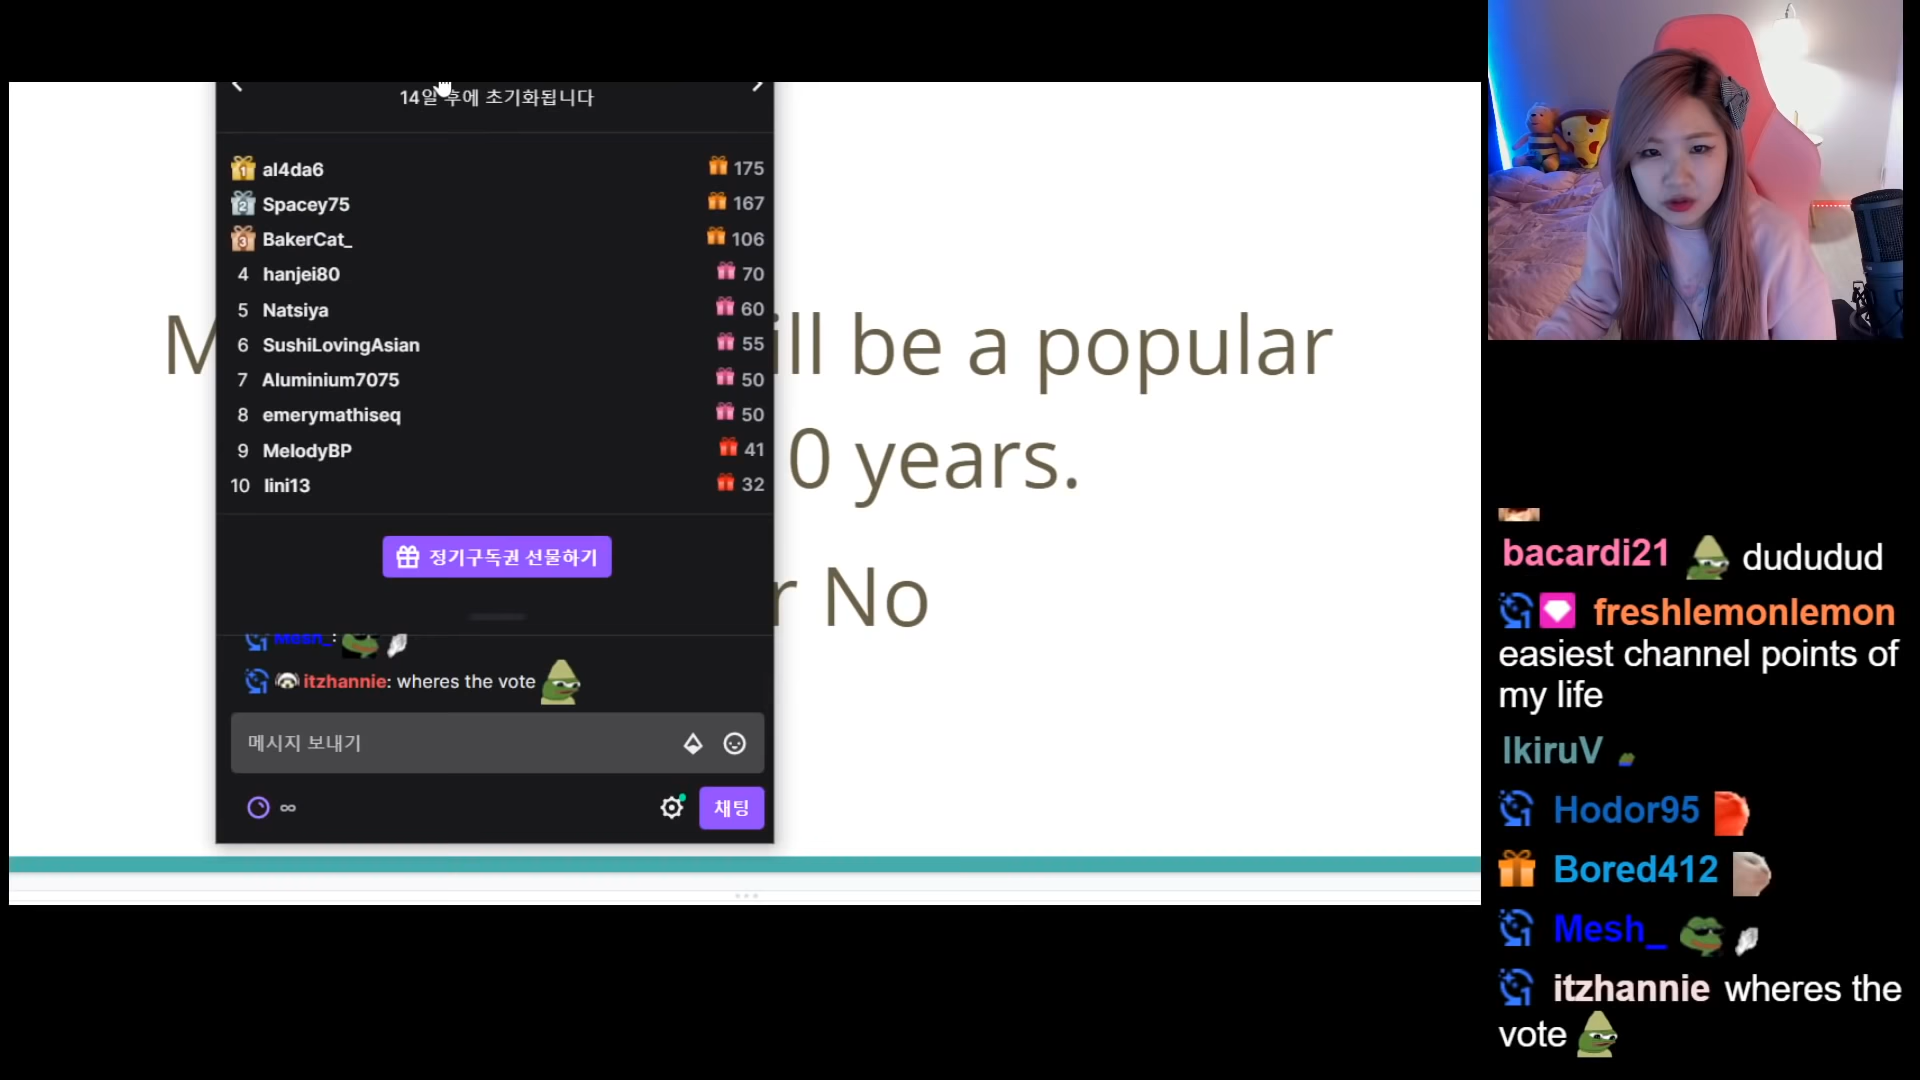 14일 후에 초기화됩니다
1 al4da6 175
2 Spacey75 167
3 BakerCat_ 106
4 hanjei80 70
5 Natsiya 60
6 SushiLovingAsian 55
7 Aluminium7075 50
8 emerymathiseq 50
9 MelodyBP 41
10 lini13 32
정기구독권 선물하기
Mesh_:
itzhannie: wheres the vote
메시지 보내기
∞
채팅
ill be a popular
0 years.
r No
bacardi21 dududud
freshlemonlemon
easiest channel points of
my life
IkiruV
Hodor95
Bored412
Mesh_
itzhannie wheres the
vote